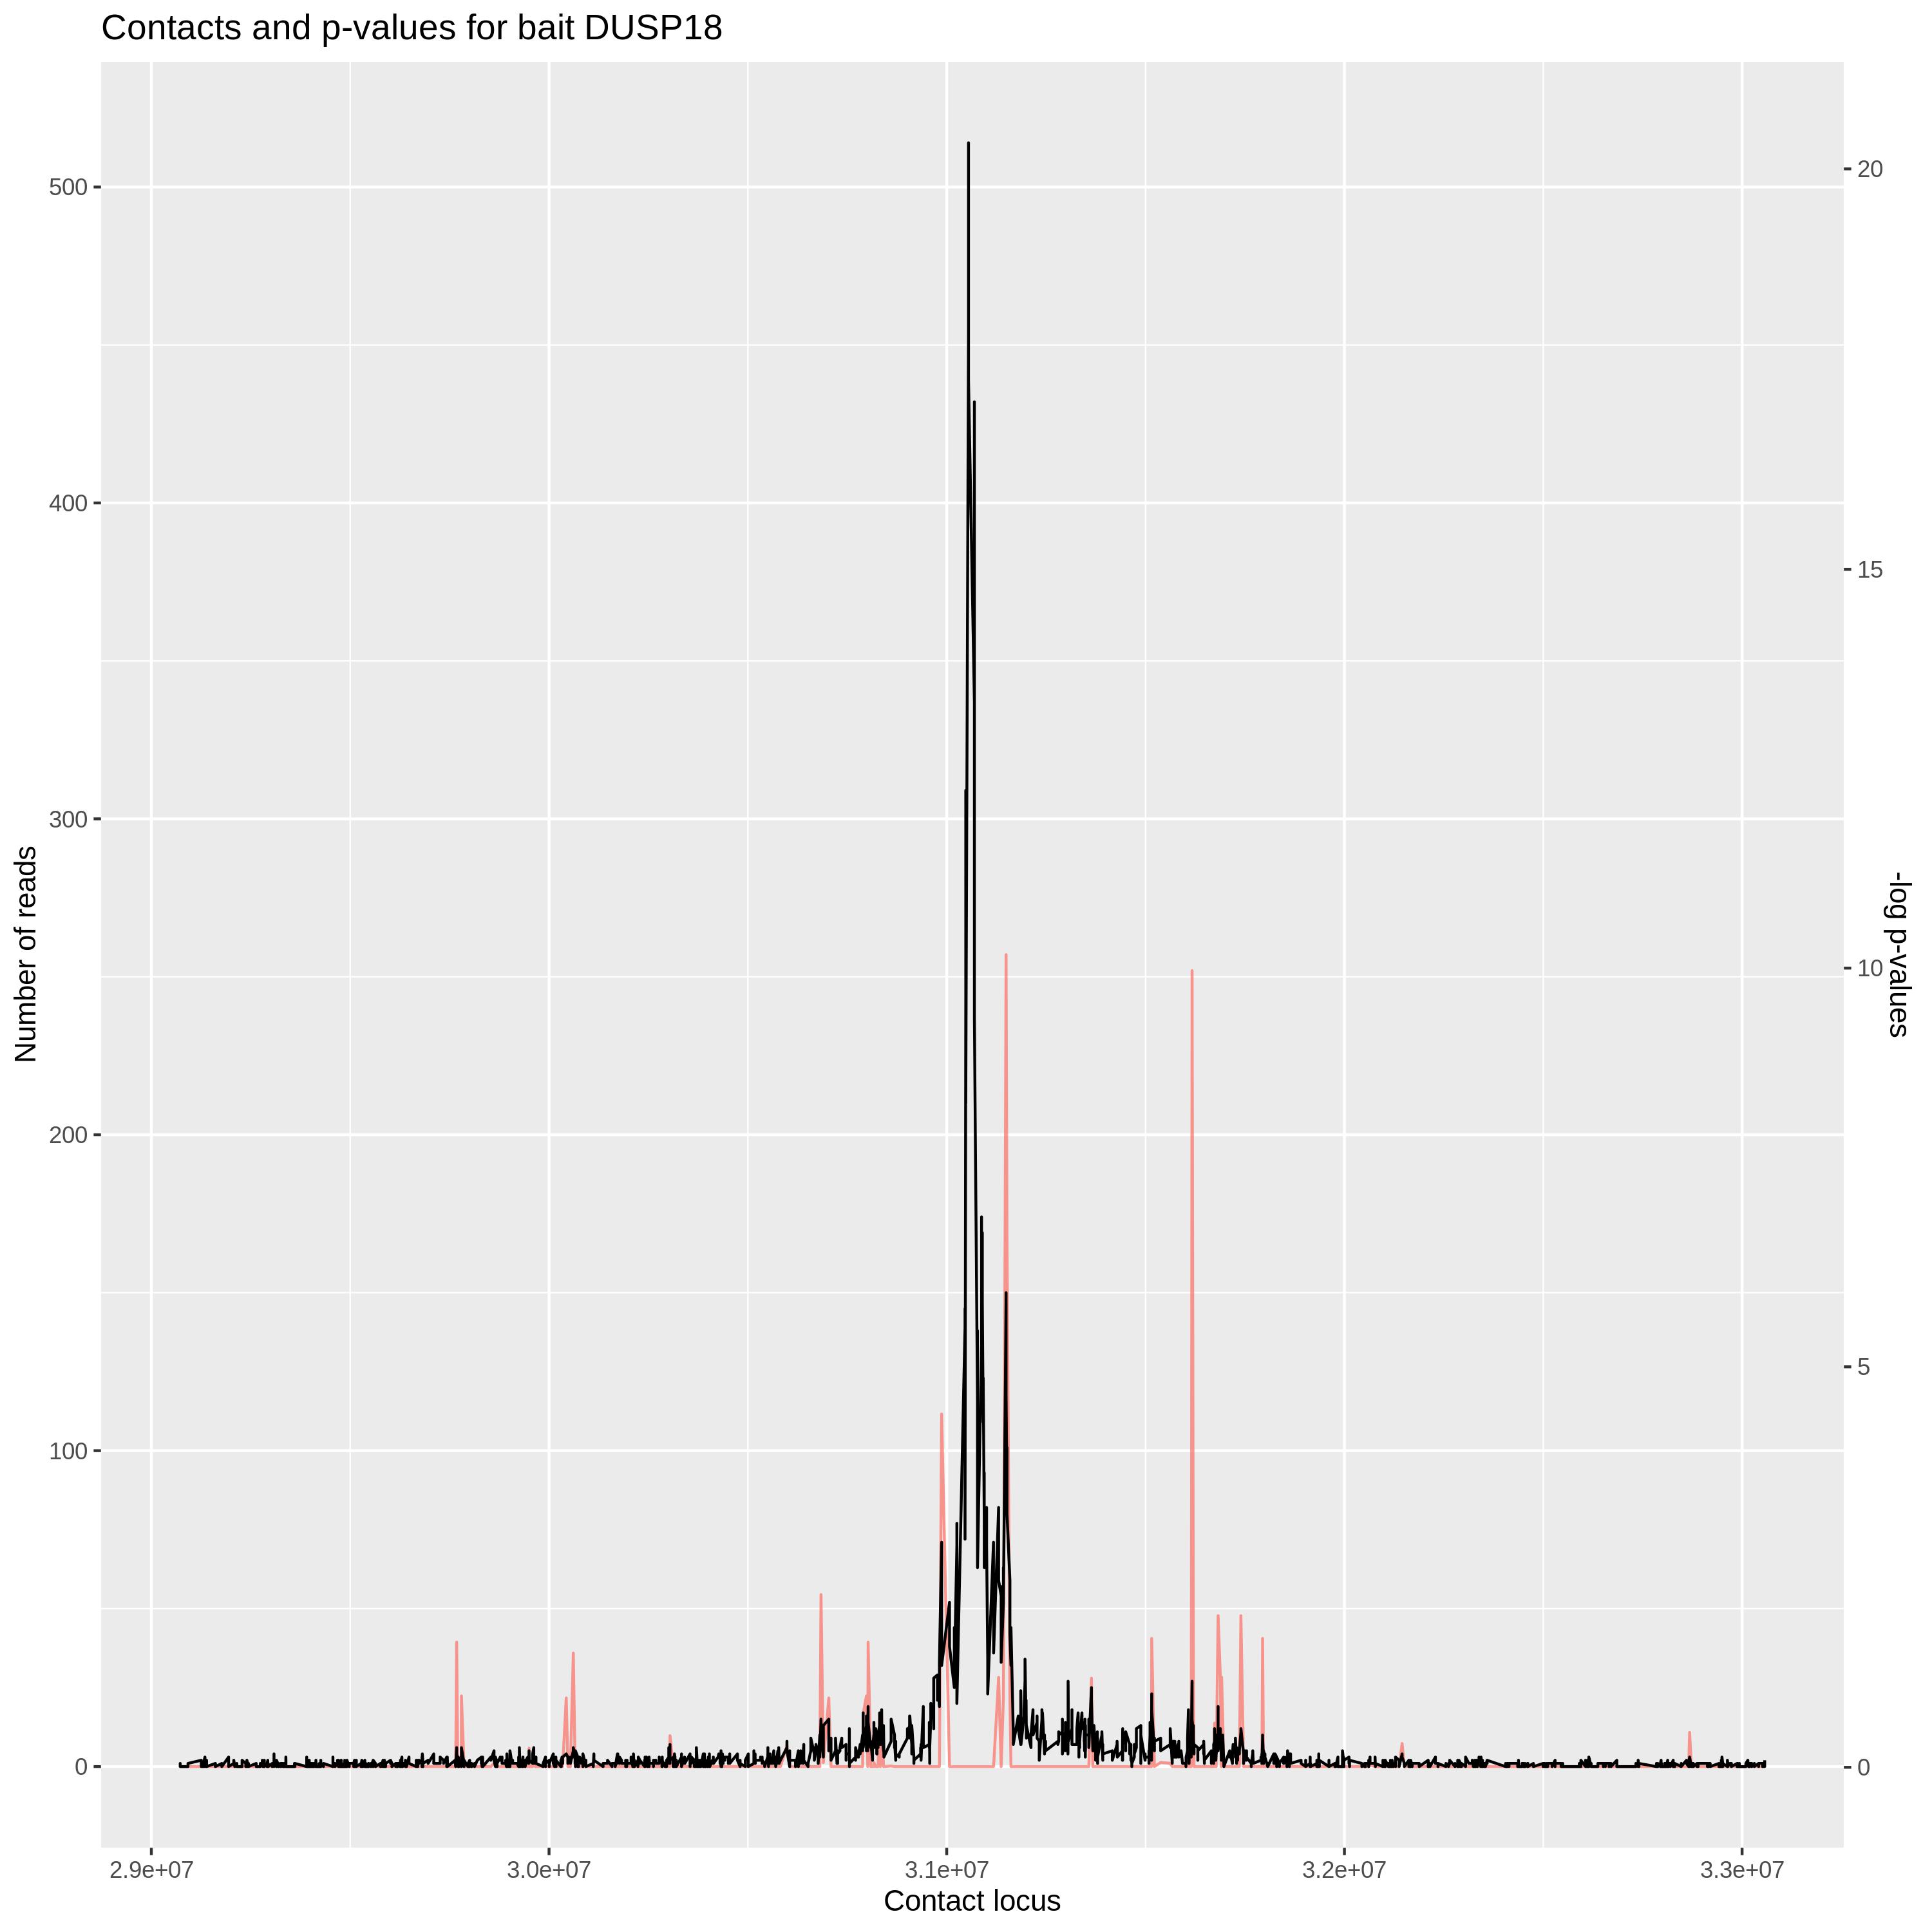 Contacts and p-values for bait DUSP18
Number of reads
500
400
300
200
100
0
20
15
10
5
0
-log p-values
2.9e+07
3.0e+07
3.1e+07
3.2e+07
3.3e+07
Contact locus